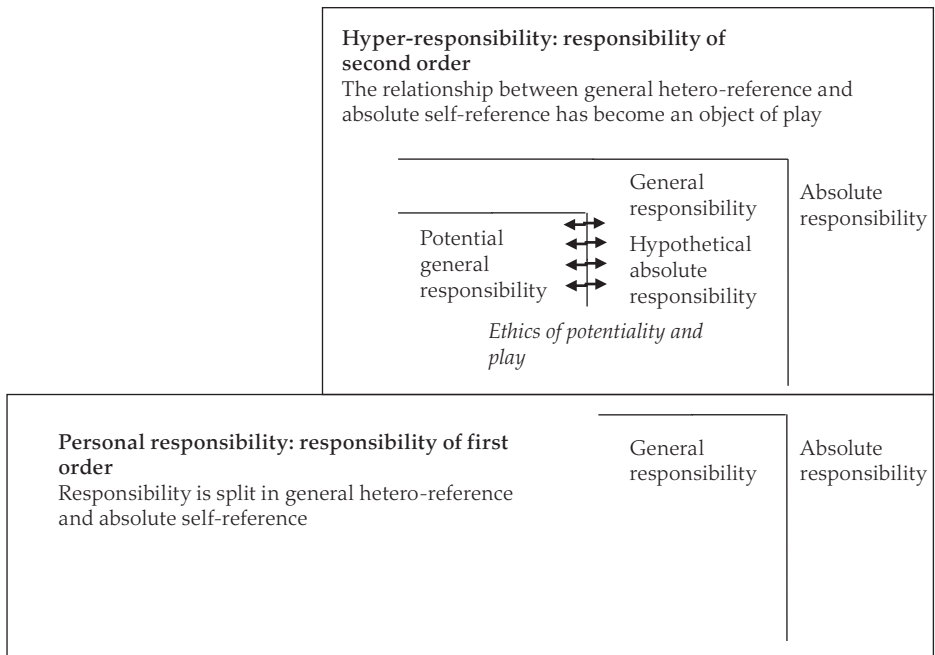 Hyper-responsibility: responsibility of
second order
The relationship between general hetero-reference and
absolute self-reference has become an object of play
General
responsibility
Absolute
responsibility
Potential
general
responsibility
Hypothetical
absolute
responsibility
Ethics of potentiality and
play
Personal responsibility: responsibility of first
order
Responsibility is split in general hetero-reference
and absolute self-reference
General
responsibility
Absolute
responsibility